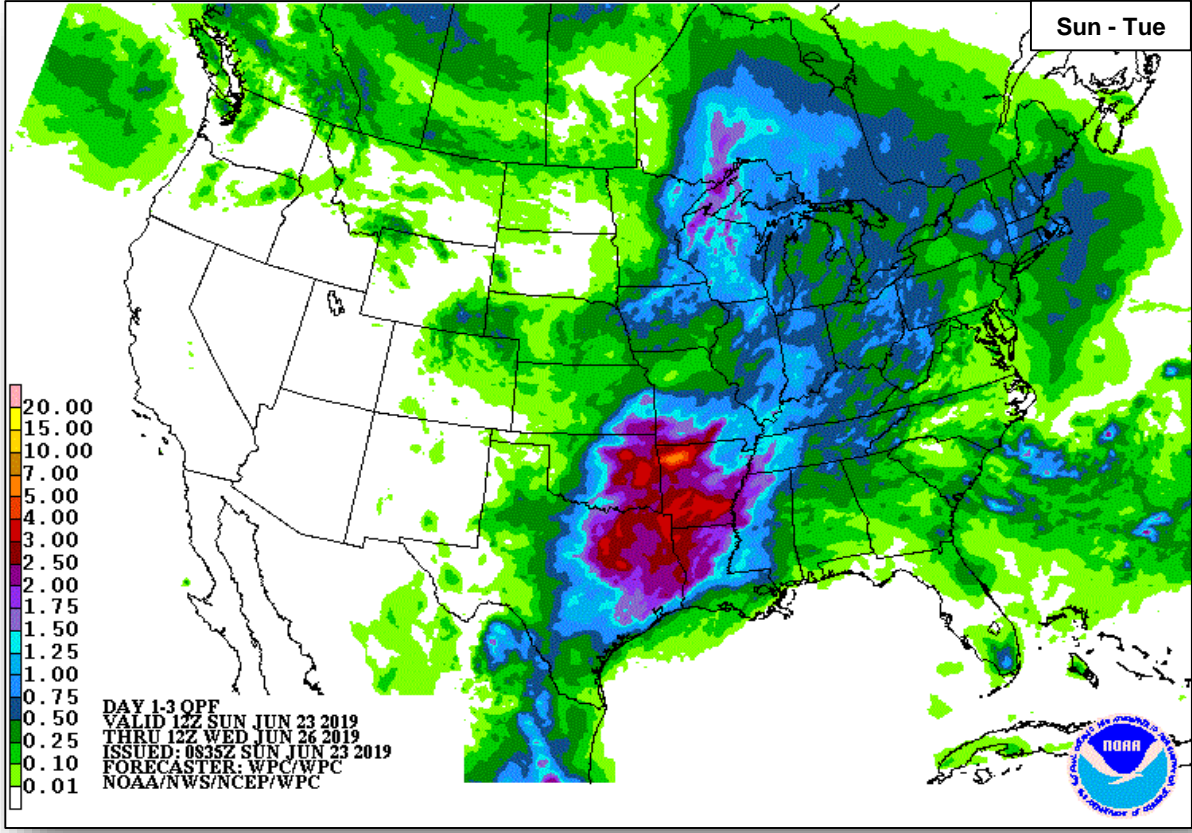 Sun - Tue
20.00
15.00
10.00
7.00
5.00
4.00
3.00
2.50
2.00
1.75
1.50
1.25
1.00
0.75
0.50
0.25
0.10
0.01
DAY 1-3 QPF
VALID 12Z SUN JUN 23 2019
THRU 12Z WED JUN 26 2019
ISSUED: 0835Z SUN JUN 23 2019
FORECASTER: WPC/WPC
NOAA/NWS/NCEP/WPC
NOAA